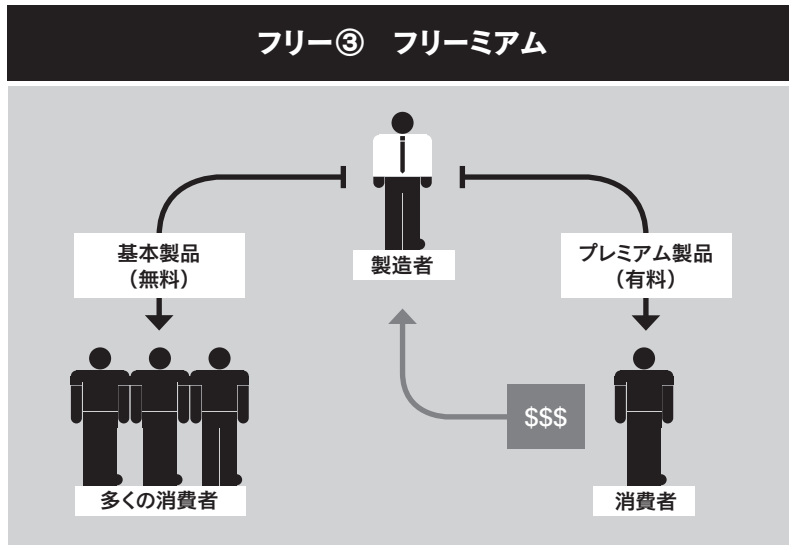 フリー③　フリーミアム
製造者
基本製品
（無料）
プレミアム製品
（有料）
$$$
多くの消費者
消費者